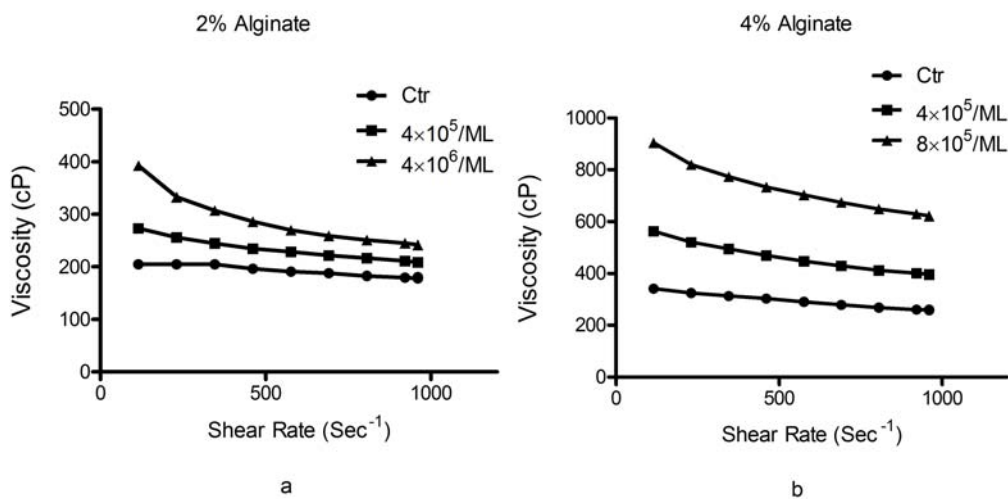 2% Alginate
Ctr
4×10⁵/ML
4×10⁶/ML
500
400
300
200
100
0
Viscosity (cP)
0
500
1000
Shear Rate (Sec⁻¹)
a
4% Alginate
Ctr
4×10⁵/ML
8×10⁵/ML
1000
800
600
400
200
0
Viscosity (cP)
0
500
1000
Shear Rate (Sec⁻¹)
b